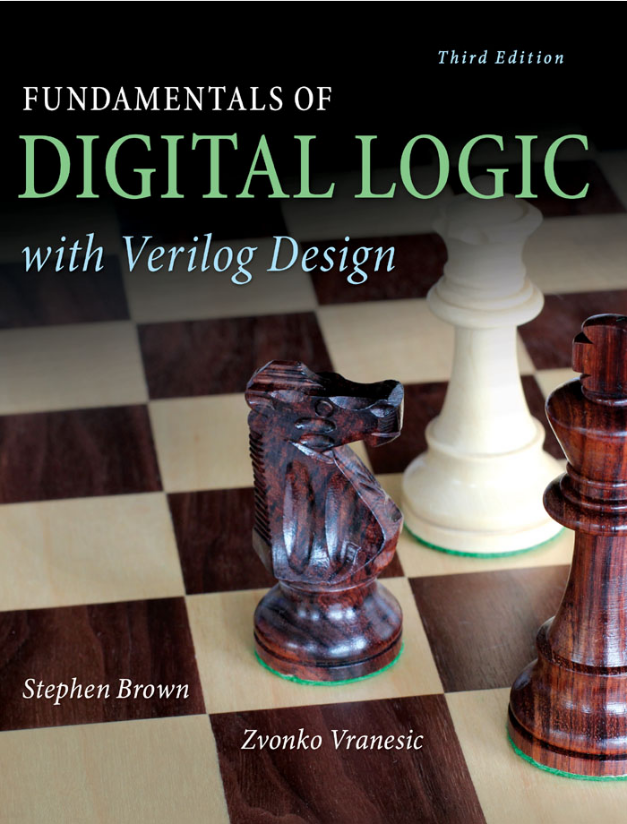 Third Edition
FUNDAMENTALS OF
DIGITAL LOGIC
with Verilog Design
Stephen Brown
Zvonko Vranesic